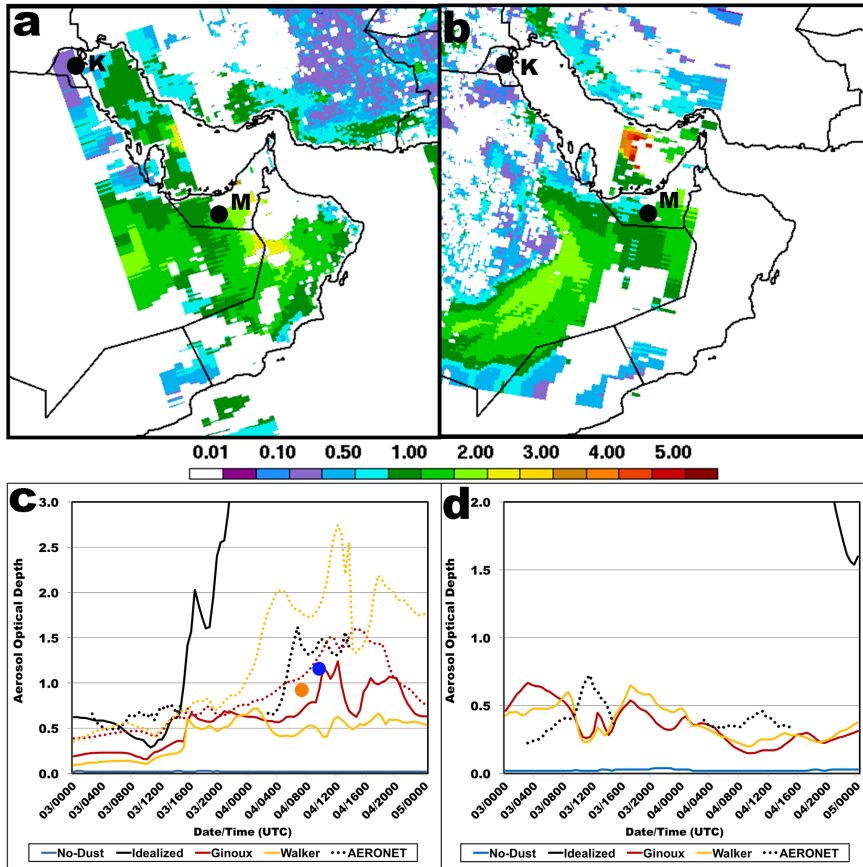 a
K
M
b
K
M
0.01 0.10 0.50 1.00 2.00 3.00 4.00 5.00
c
Aerosol Optical Depth
3.0
2.5
2.0
1.5
1.0
0.5
0.0
03/0000 03/0400 03/0800 03/1200 03/1600 03/2000 04/0000 04/0400 04/0800 04/1200 04/1600 04/2000 05/0000
Date/Time (UTC)
No-Dust Idealized Ginoux Walker AERONET
d
Aerosol Optical Depth
2.0
1.5
1.0
0.5
0.0
03/0000 03/0400 03/0800 03/1200 03/1600 03/2000 04/0000 04/0400 04/0800 04/1200 04/1600 04/2000 05/0000
Date/Time (UTC)
No-Dust Idealized Ginoux Walker AERONET